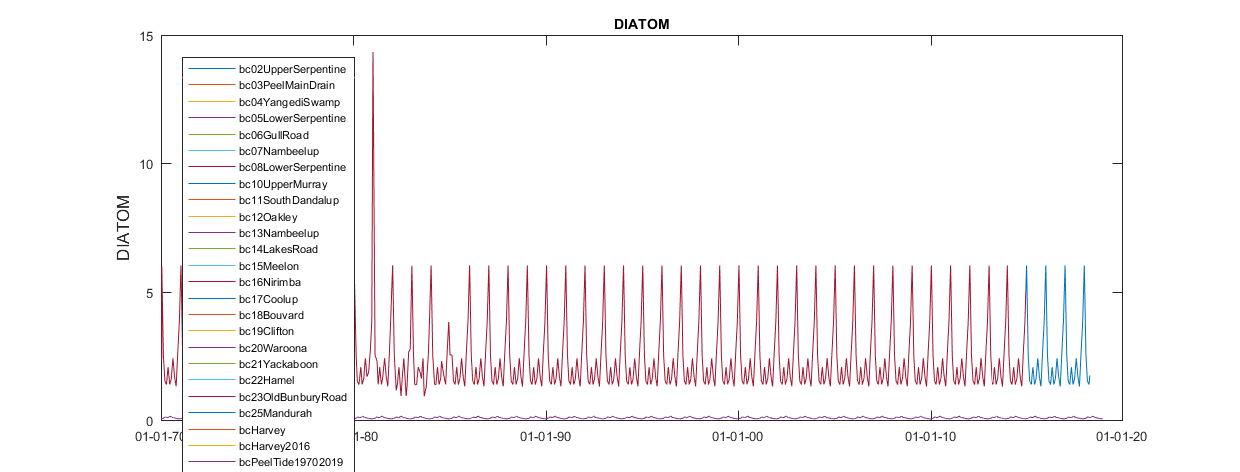 DIATOM
15
10
5
0
DIATOM
bc02UpperSerpentine
bc03PeelMainDrain
bc04YangediSwamp
bc05LowerSerpentine
bc06GullRoad
bc07Nambeelup
bc08LowerSerpentine
bc10UpperMurray
bc11SouthDandalup
bc12Oakley
bc13Nambeelup
bc14LakesRoad
bc15Meelon
bc16Nirimba
bc17Coolup
bc18Bouvard
bc19Clifton
bc20Waroona
bc21Yackaboon
bc22Hamel
bc23OldBunburyRoad
bc25Mandurah
bcHarvey
bcHarvey2016
bcPeelTide19702019
01-01-70 1-80 01-01-90 01-01-00 01-01-10 01-01-20